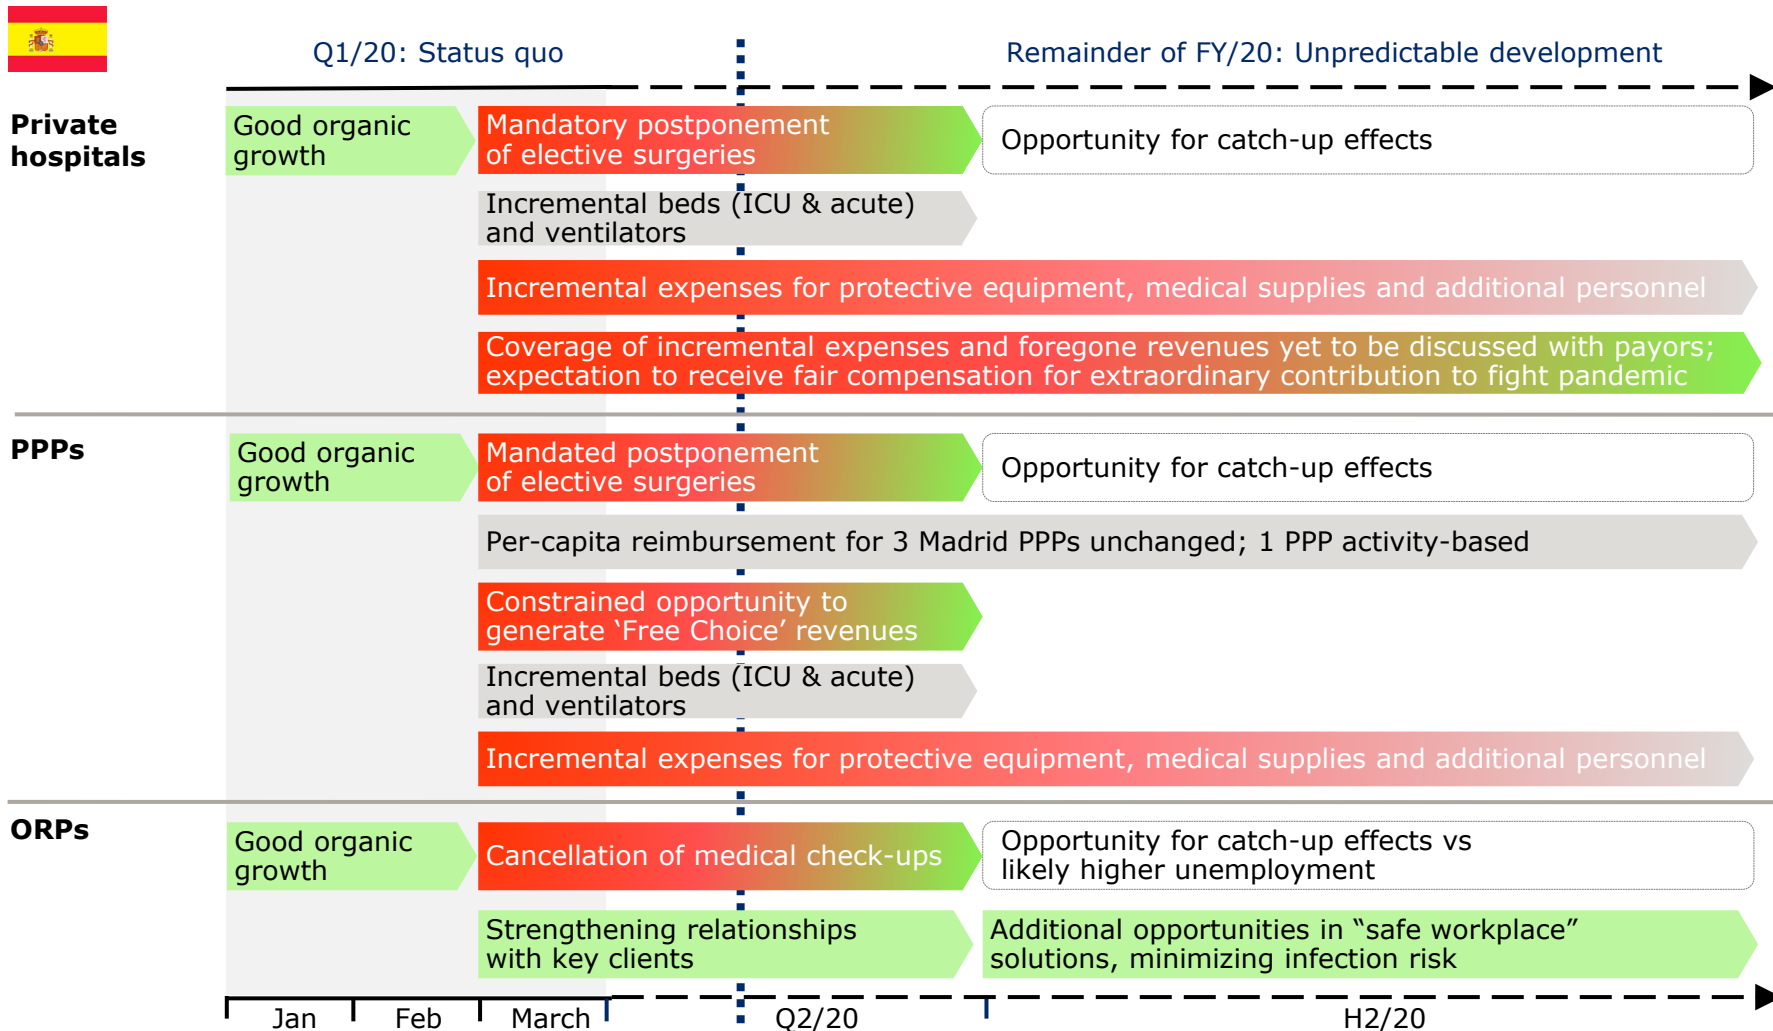 Q1/20: Status quo
Remainder of FY/20: Unpredictable development
Private
hospitals
Good organic
growth
Mandatory postponement
of elective surgeries
Opportunity for catch-up effects
Incremental beds (ICU & acute)
and ventilators
Incremental expenses for protective equipment, medical supplies and additional personnel
Coverage of incremental expenses and foregone revenues yet to be discussed with payors;
expectation to receive fair compensation for extraordinary contribution to fight pandemic
PPPs
Good organic
growth
Mandated postponement
of elective surgeries
Opportunity for catch-up effects
Per-capita reimbursement for 3 Madrid PPPs unchanged; 1 PPP activity-based
Constrained opportunity to
generate ‘Free Choice’ revenues
Incremental beds (ICU & acute)
and ventilators
Incremental expenses for protective equipment, medical supplies and additional personnel
ORPs
Good organic
growth
Cancellation of medical check-ups
Opportunity for catch-up effects vs
likely higher unemployment
Strengthening relationships
with key clients
Additional opportunities in “safe workplace”
solutions, minimizing infection risk
Jan Feb March Q2/20 H2/20